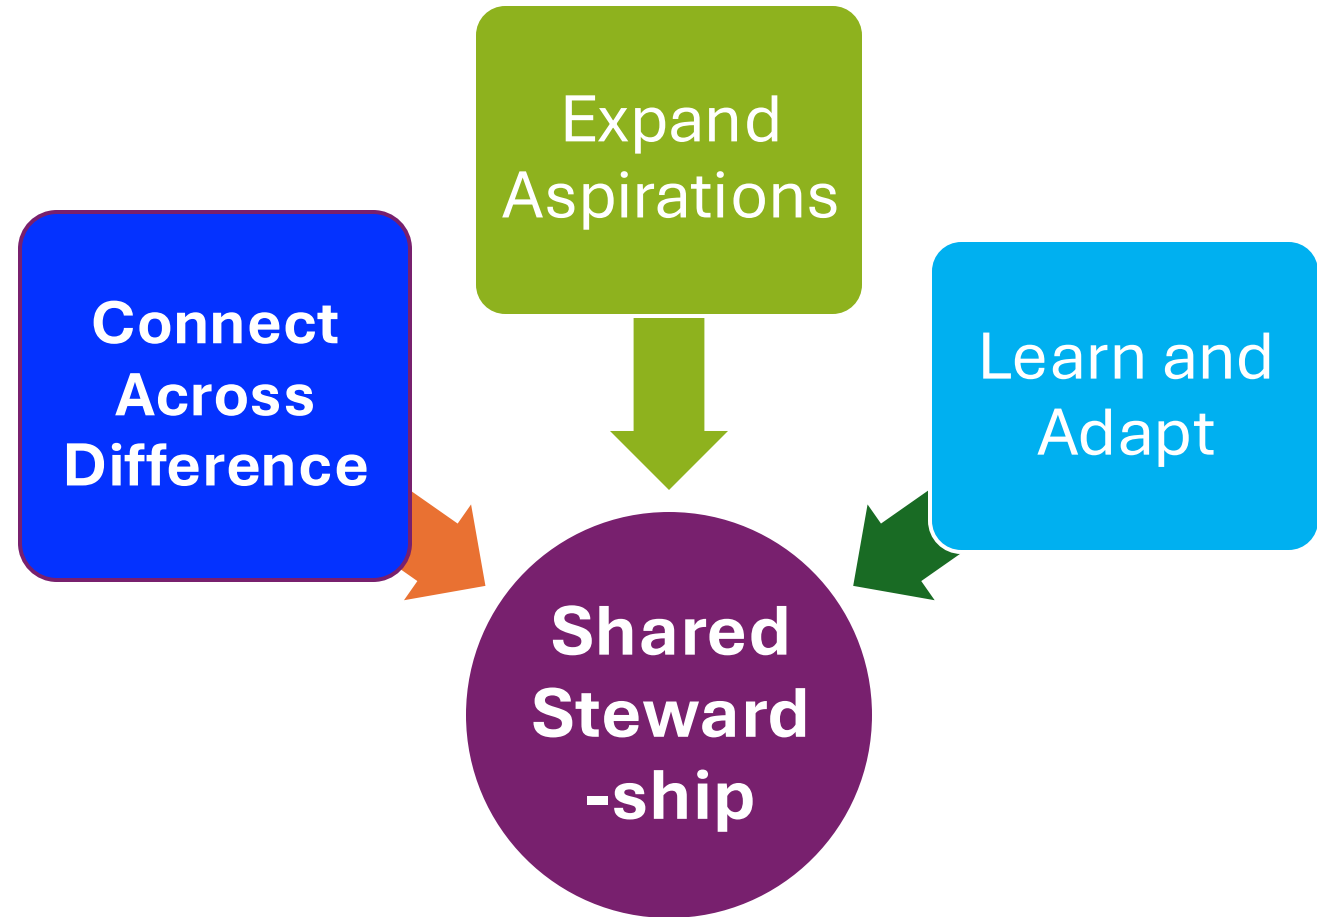 Expand
Aspirations
Connect
Across
Difference
Learn and
Adapt
Shared
Steward
-ship